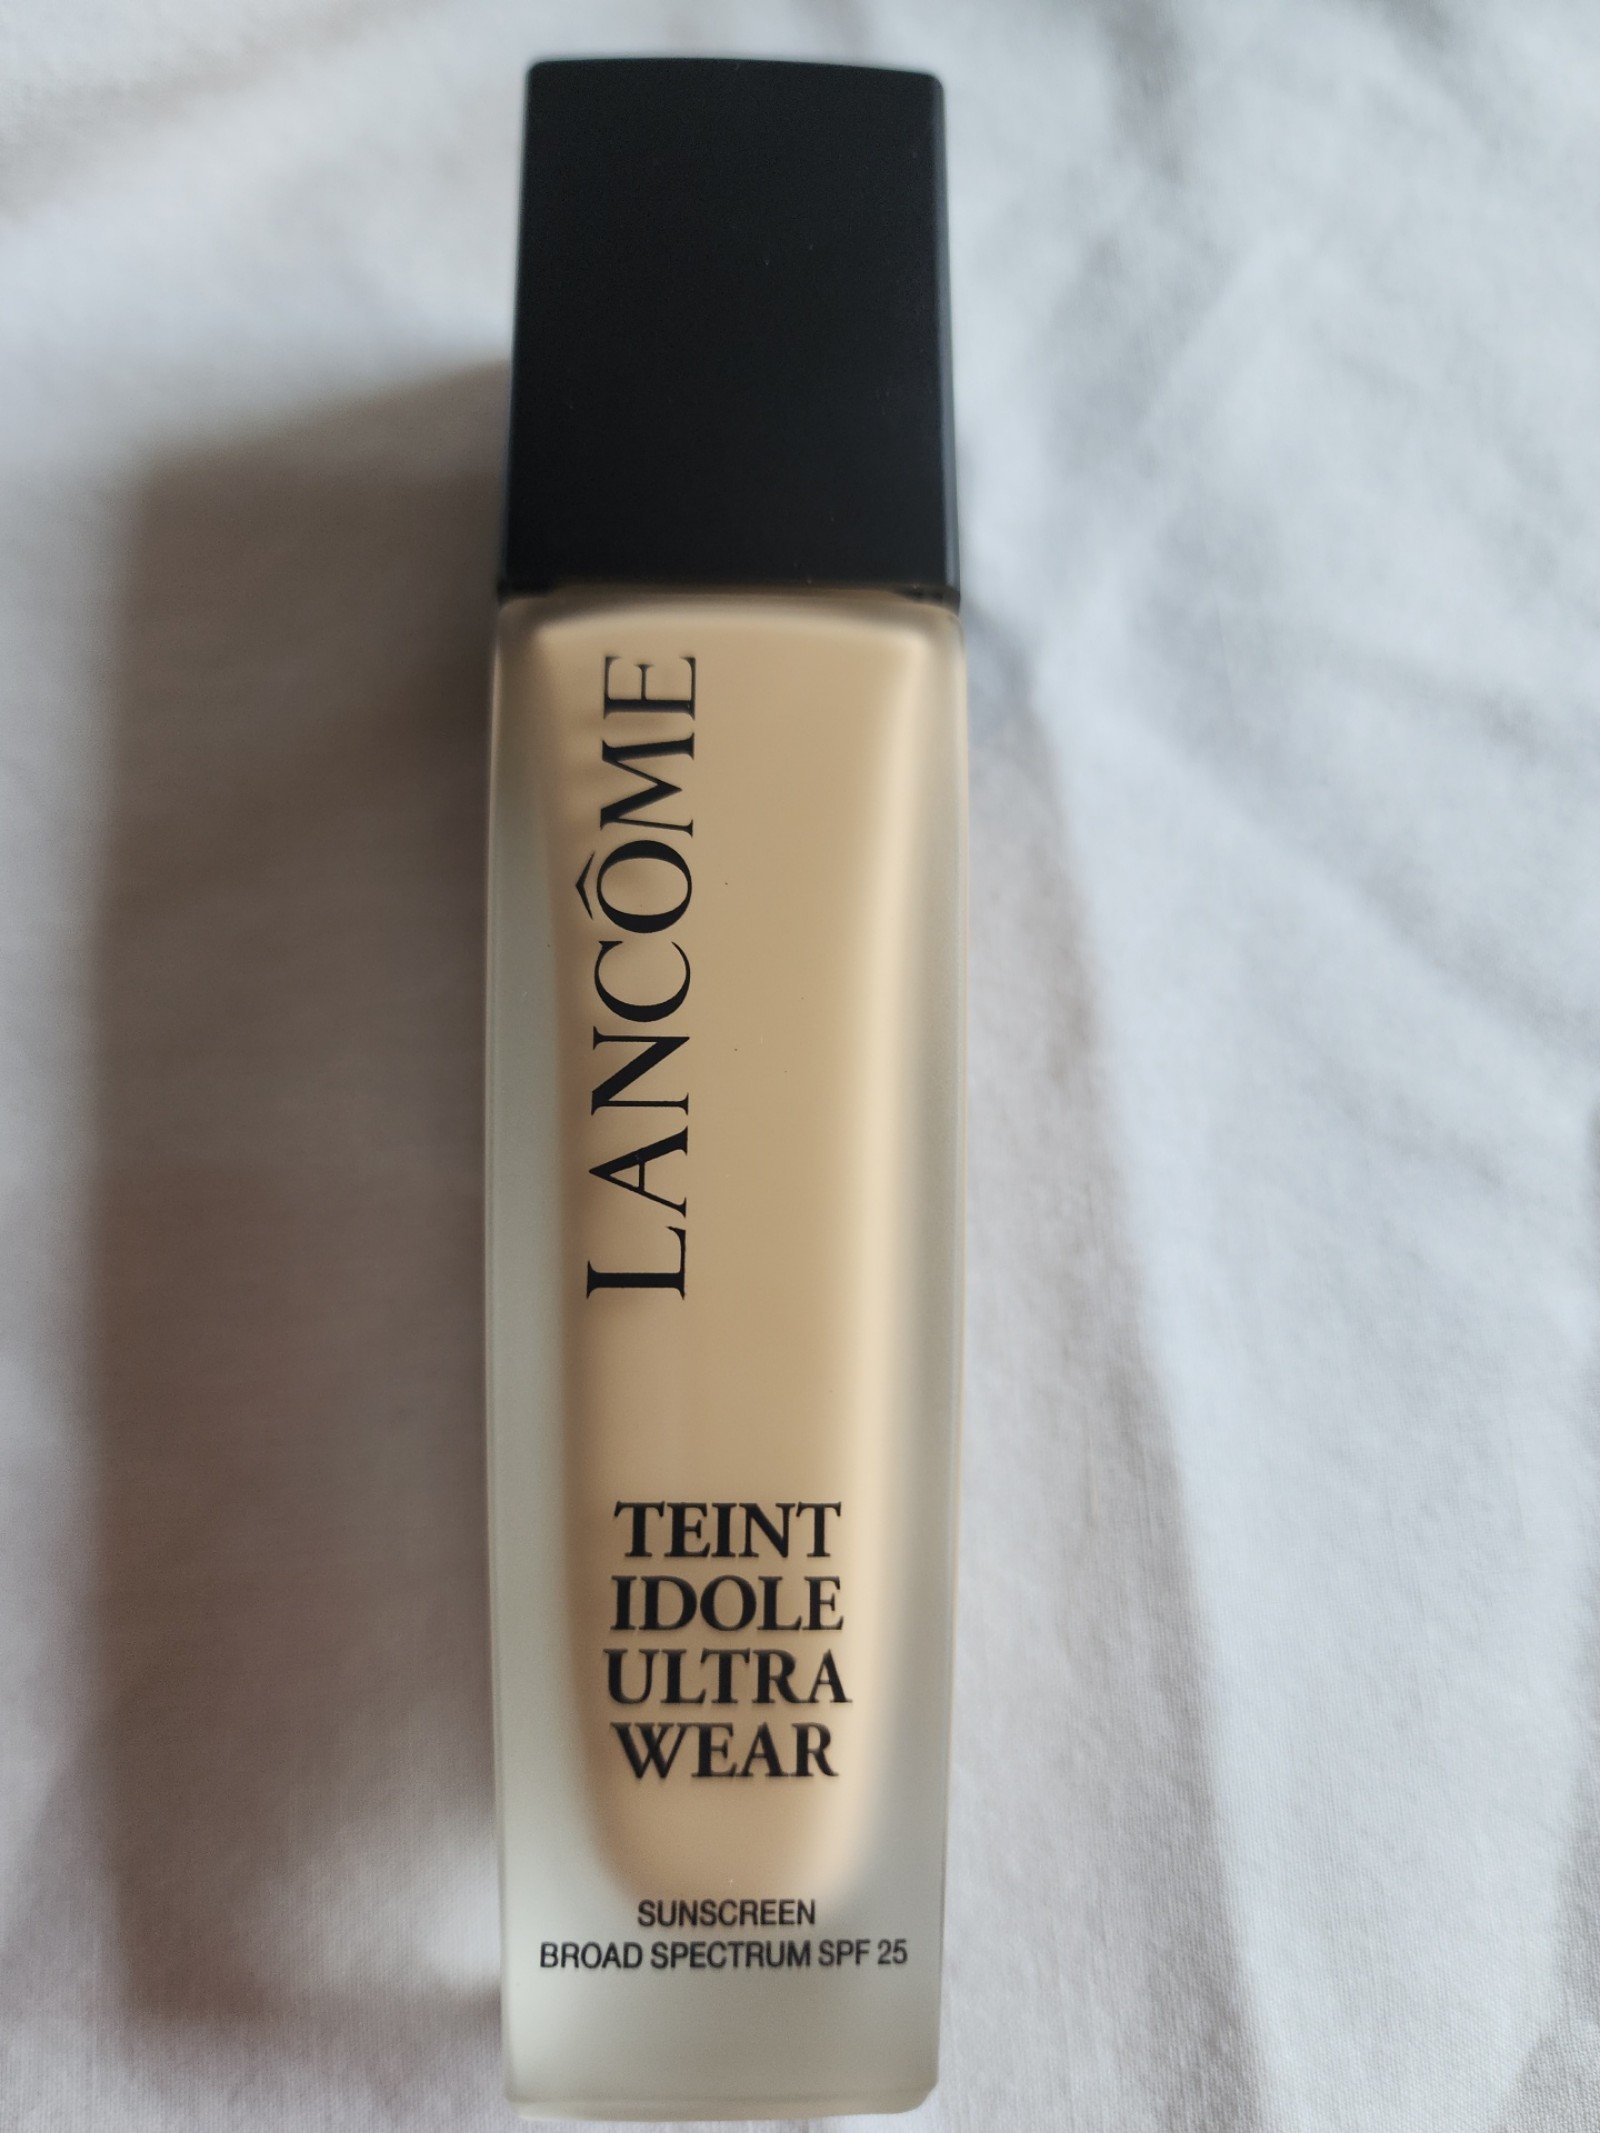 LANCÔME
TEINT
IDOLE
ULTRA
WEAR
SUNSCREEN
BROAD SPECTRUM SPF 25